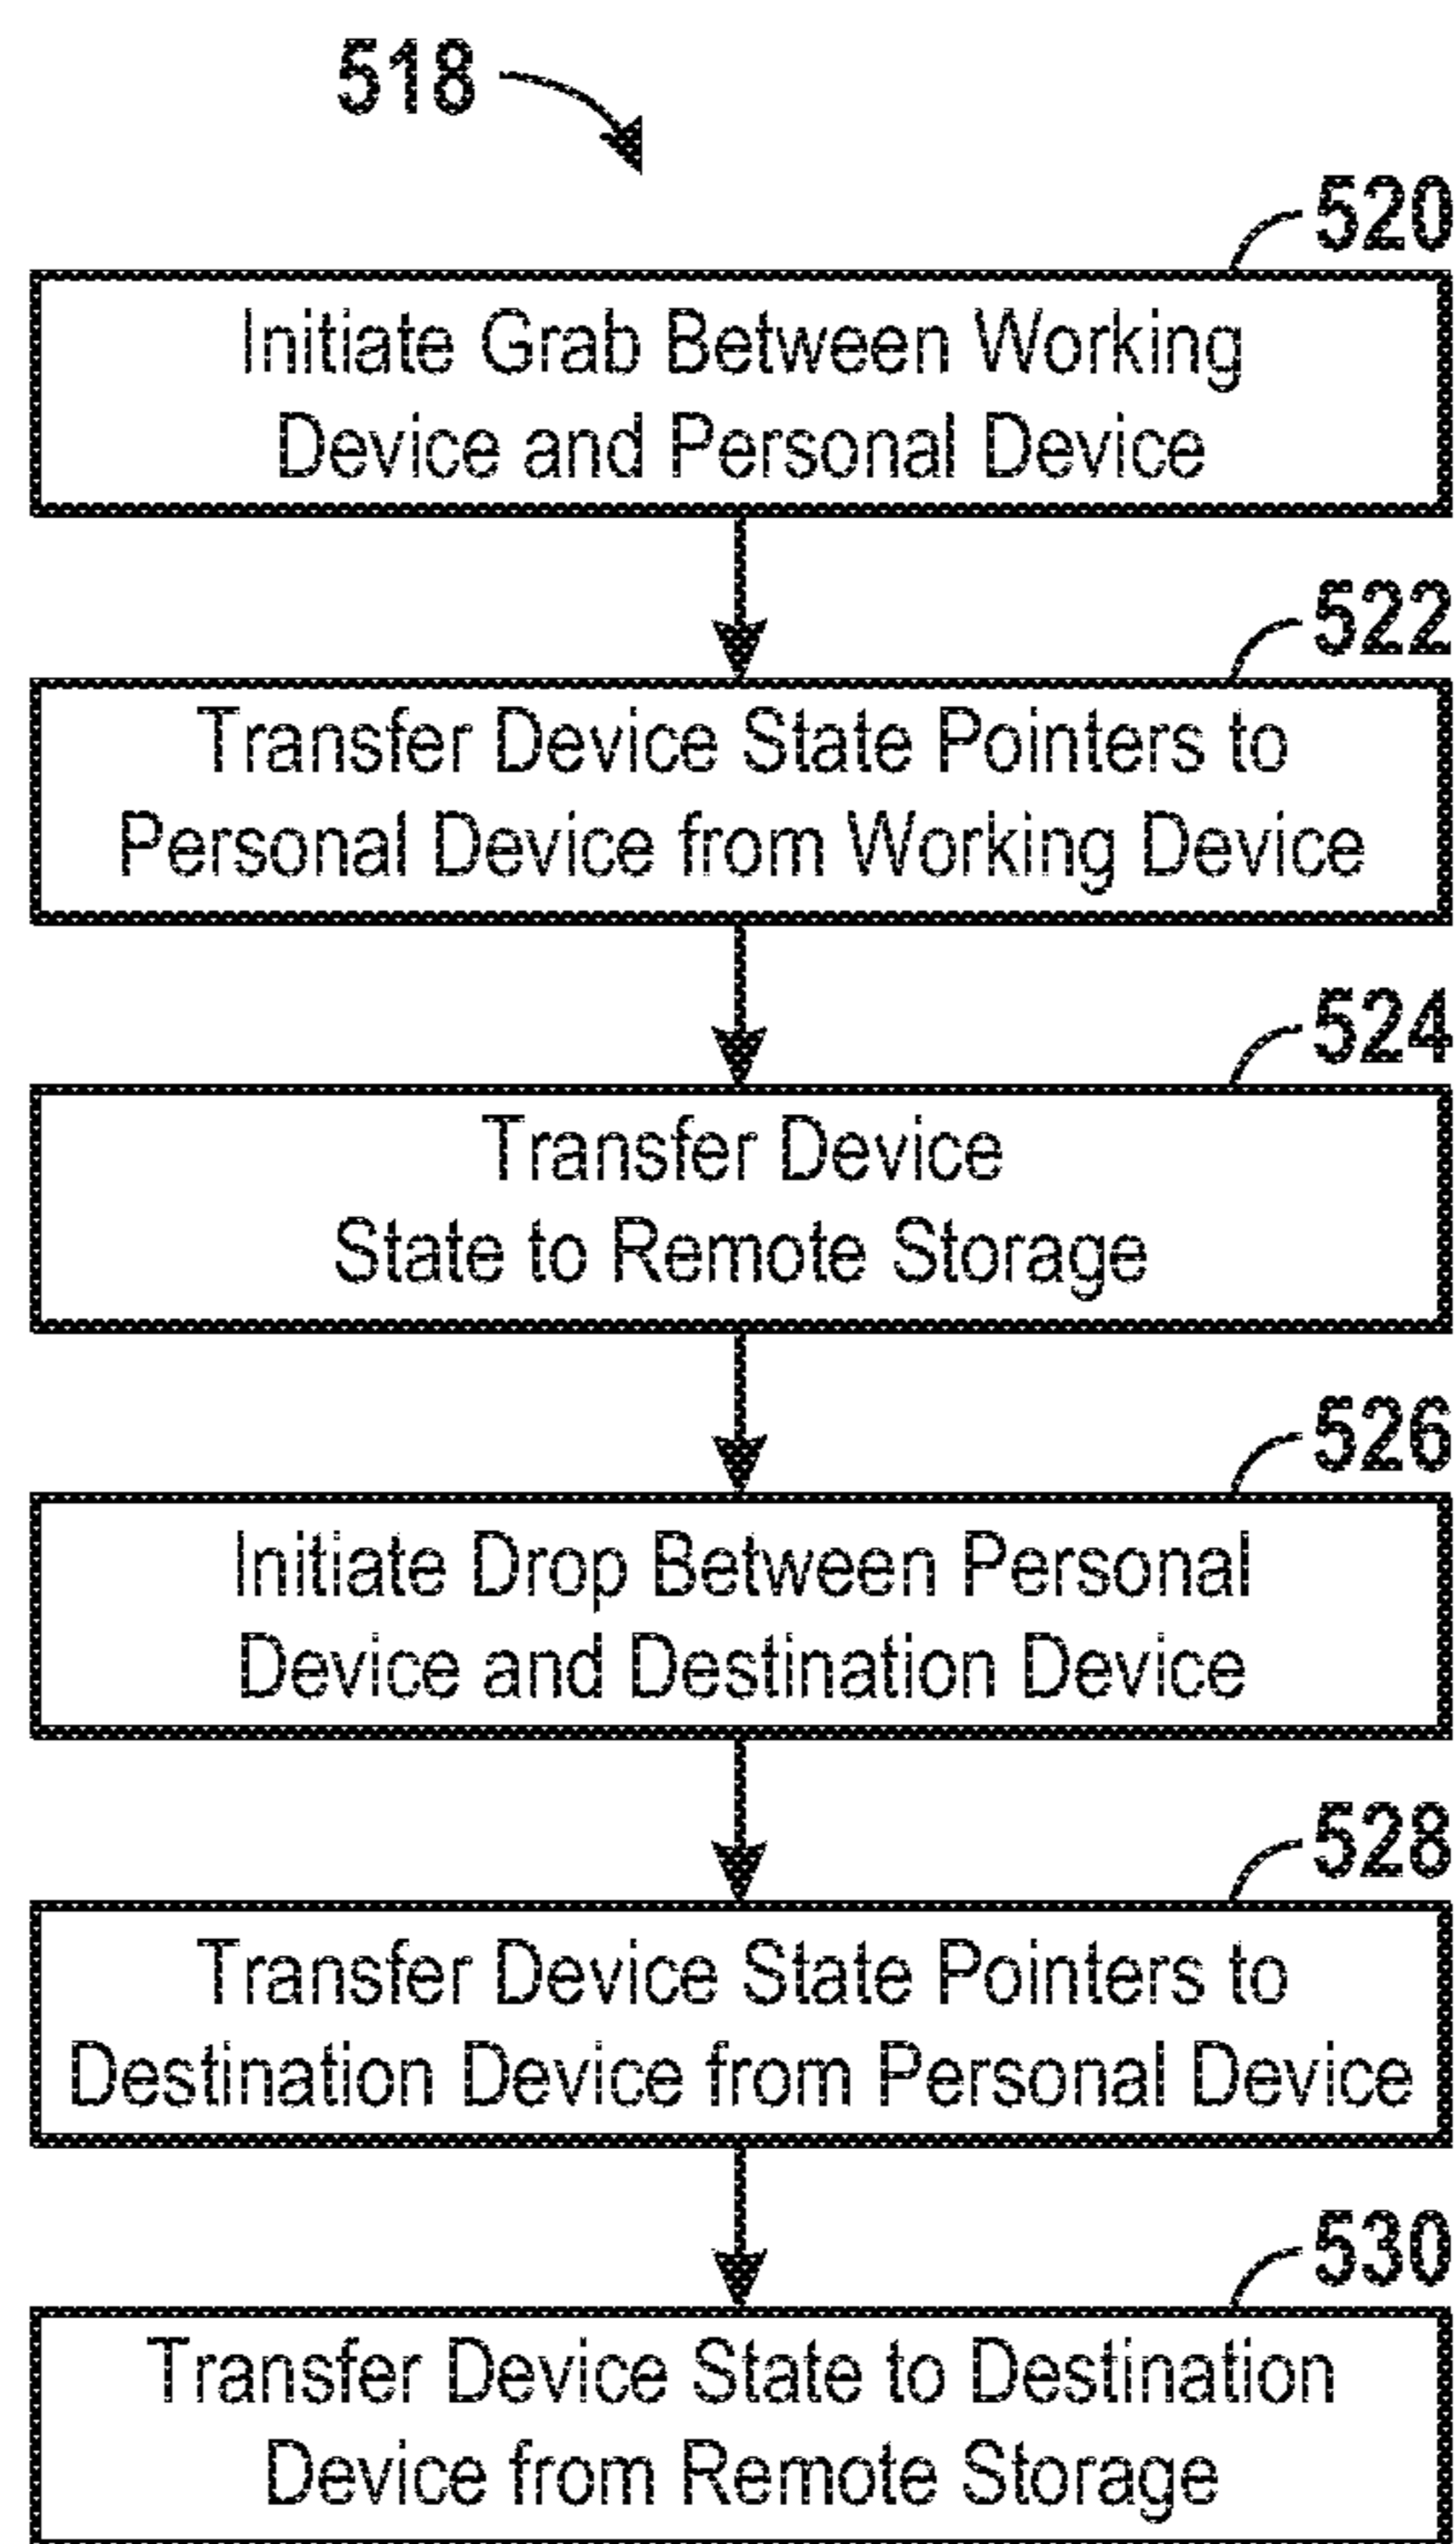 518
520
Initiate Grab Between Working
Device and Personal Device
522
Transfer Device State Pointers to
Personal Device from Working Device
524
Transfer Device
State to Remote Storage
526
Initiate Drop Between Personal
Device and Destination Device
528
Transfer Device State Pointers to
Destination Device from Personal Device
530
Transfer Device State to Destination
Device from Remote Storage